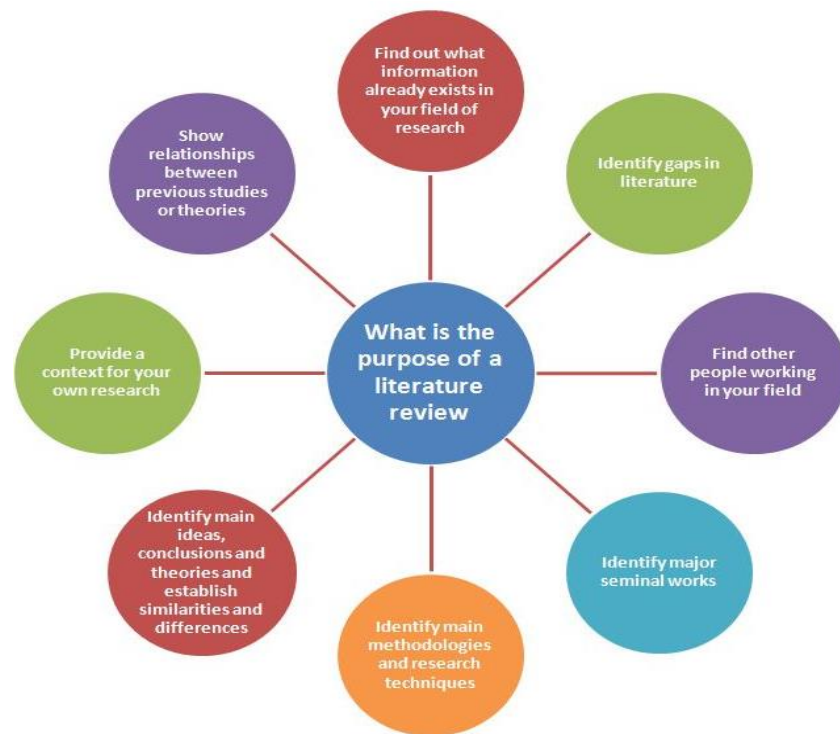 What is the
purpose of a
literature
review
Find out what
information
already exists in
your field of
research
Identify gaps in
literature
Find other
people working
in your field
Identify major
seminal works
Identify main
methodologies
and research
techniques
Identify main
ideas,
conclusions and
theories and
establish
similarities and
differences
Provide a
context for your
own research
Show
relationships
between
previous studies
or theories